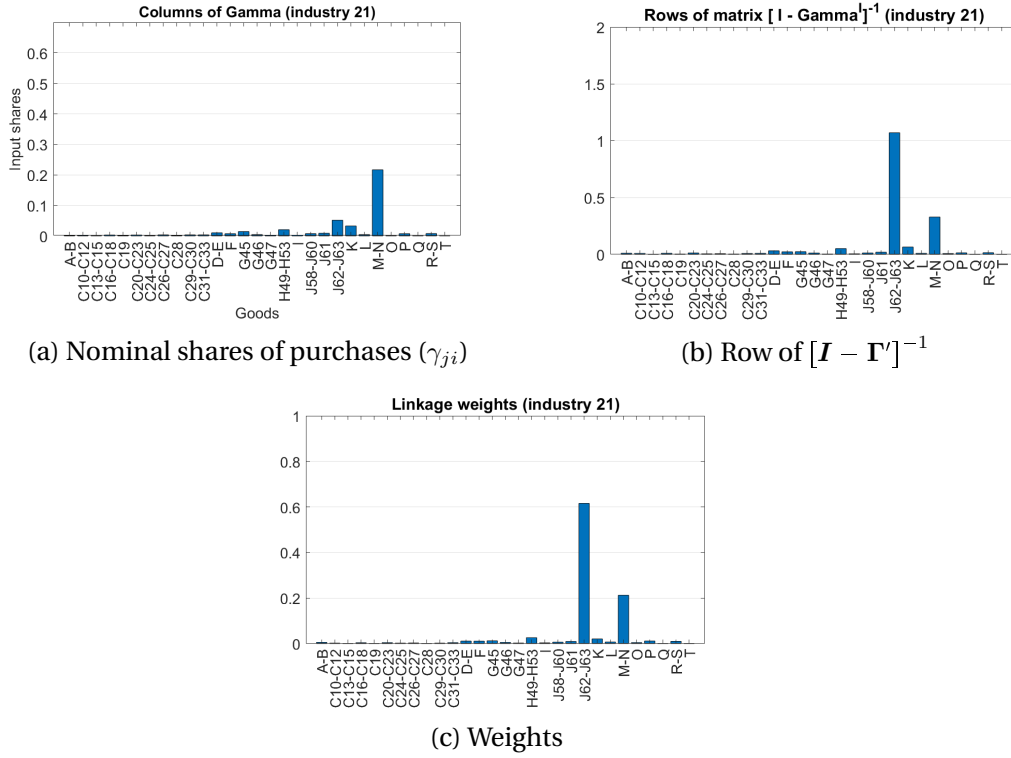 Columns of Gamma (industry 21)
Input shares
0.6
0.5
0.4
0.3
0.2
0.1
0
A-B
C10-C12
C13-C15
C16-C18
C19
C20-C23
C24-C25
C26-C27
C28
C29-C30
C31-C33
D-E
F
G45
G46
G47
H49-H53
I
J58-J60
J61
J62-J63
K
L
M-N
O
P
Q
R-S
T
Goods
(a) Nominal shares of purchases (γji)
Rows of matrix [ I - Gamma^I]^-1 (industry 21)
2
1.5
1
0.5
0
A-B
C10-C12
C13-C15
C16-C18
C19
C20-C23
C24-C25
C26-C27
C28
C29-C30
C31-C33
D-E
F
G45
G46
G47
H49-H53
I
J58-J60
J61
J62-J63
K
L
M-N
O
P
Q
R-S
T
(b) Row of [I − Γ′]^−1
Linkage weights (industry 21)
1
0.8
0.6
0.4
0.2
0
A-B
C10-C12
C13-C15
C16-C18
C19
C20-C23
C24-C25
C26-C27
C28
C29-C30
C31-C33
D-E
F
G45
G46
G47
H49-H53
I
J58-J60
J61
J62-J63
K
L
M-N
O
P
Q
R-S
T
(c) Weights